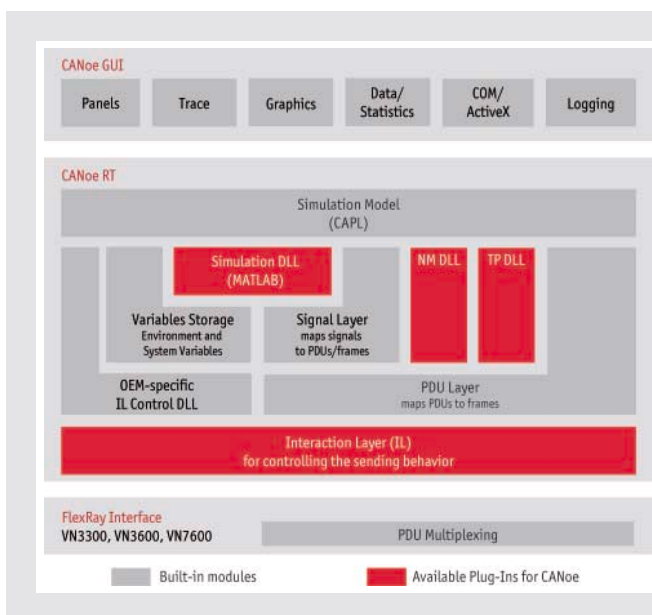 CANoe GUI
Panels
Trace
Graphics
Data/
Statistics
COM/
ActiveX
Logging
CANoe RT
Simulation Model
(CAPL)
Simulation DLL
(MATLAB)
NM DLL
TP DLL
Variables Storage
Environment and
System Variables
Signal Layer
maps signals
to PDUs/frames
OEM-specific
IL Control DLL
PDU Layer
maps PDUs to frames
Interaction Layer (IL)
for controlling the sending behavior
FlexRay Interface
VN3300, VN3600, VN7600
PDU Multiplexing
Built-in modules
Available Plug-Ins for CANoe